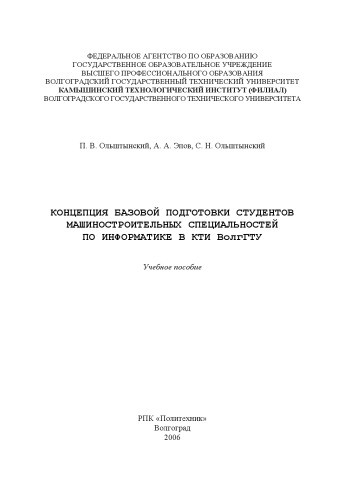 ФЕДЕРАЛЬНОЕ АГЕНТСТВО ПО ОБРАЗОВАНИЮ
ГОСУДАРСТВЕННОЕ ОБРАЗОВАТЕЛЬНОЕ УЧРЕЖДЕНИЕ
ВЫСШЕГО ПРОФЕССИОНАЛЬНОГО ОБРАЗОВАНИЯ
ВОЛГОГРАДСКИЙ ГОСУДАРСТВЕННЫЙ ТЕХНИЧЕСКИЙ УНИВЕРСИТЕТ
КАМЫШИНСКИЙ ТЕХНОЛОГИЧЕСКИЙ ИНСТИТУТ (ФИЛИАЛ)
ВОЛГОГРАДСКОГО ГОСУДАРСТВЕННОГО ТЕХНИЧЕСКОГО УНИВЕРСИТЕТА
П. В. Ольштынский, А. А. Эпов, С. Н. Ольштынский
КОНЦЕПЦИЯ БАЗОВОЙ ПОДГОТОВКИ СТУДЕНТОВ
МАШИНОСТРОИТЕЛЬНЫХ СПЕЦИАЛЬНОСТЕЙ
ПО ИНФОРМАТИКЕ В КТИ ВолгГТУ
Учебное пособие
РПК «Политехник»
Волгоград
2006